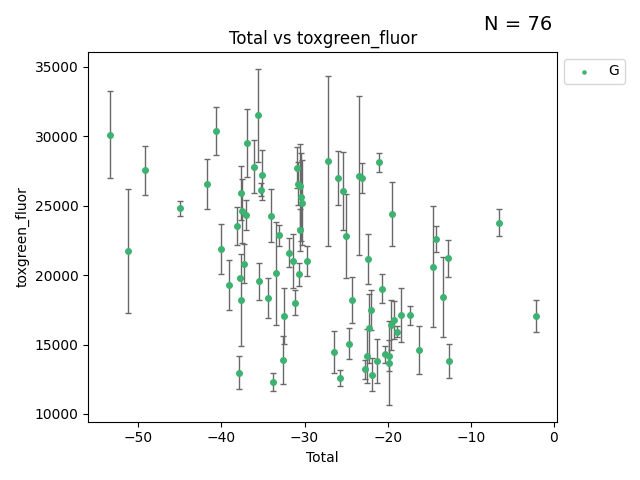 N = 76
Total vs toxgreen_fluor
G
35000
30000
25000
20000
15000
10000
toxgreen_fluor
−50 −40 −30 −20 −10 0
Total